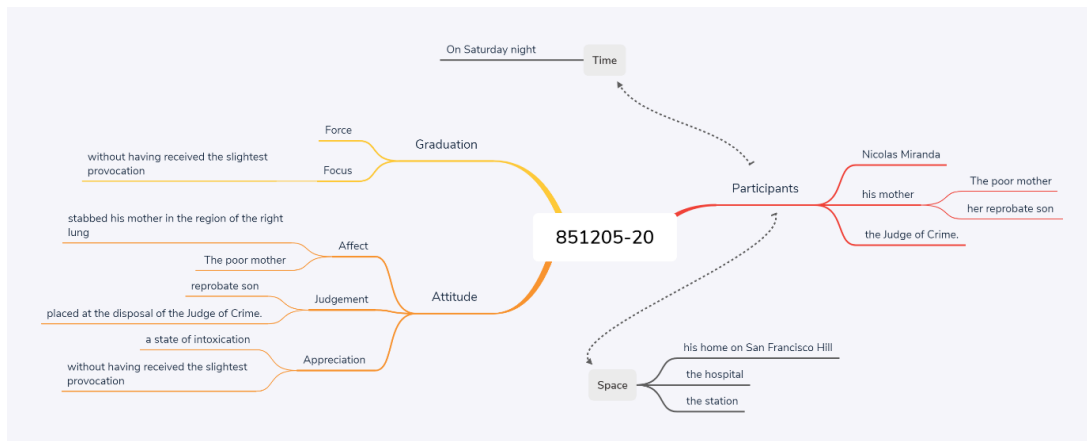 On Saturday night
Time
Force
Graduation
without having received the slightest
provocation
Focus
stabbed his mother in the region of the right
lung
Affect
The poor mother
reprobate son
Judgement
Attitude
placed at the disposal of the Judge of Crime.
a state of intoxication
Appreciation
without having received the slightest
provocation
851205-20
Participants
Nicolas Miranda
his mother
The poor mother
her reprobate son
the Judge of Crime.
Space
his home on San Francisco Hill
the hospital
the station